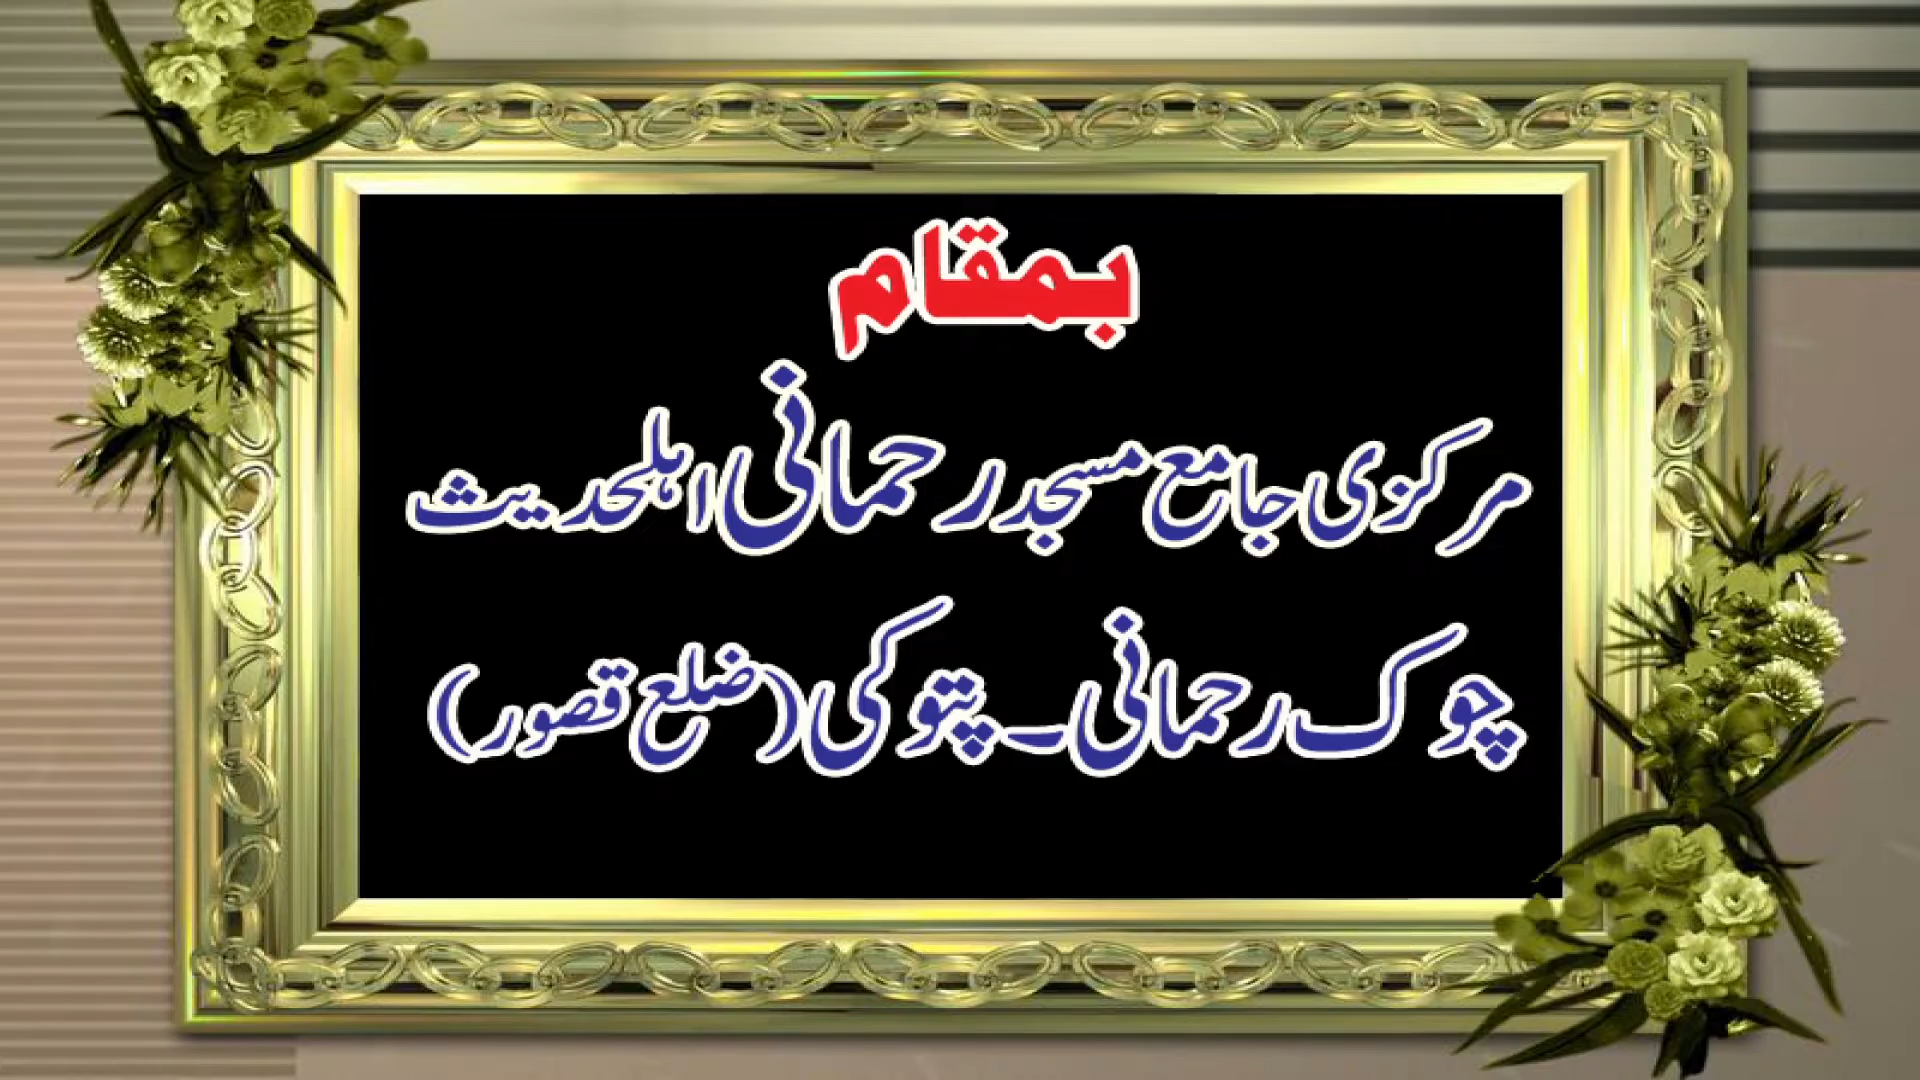 بمقام
مرکزی جامع مسجد رحمانی اہلحدیث
چوک رحمانی۔ پتوکی (ضلع قصور)